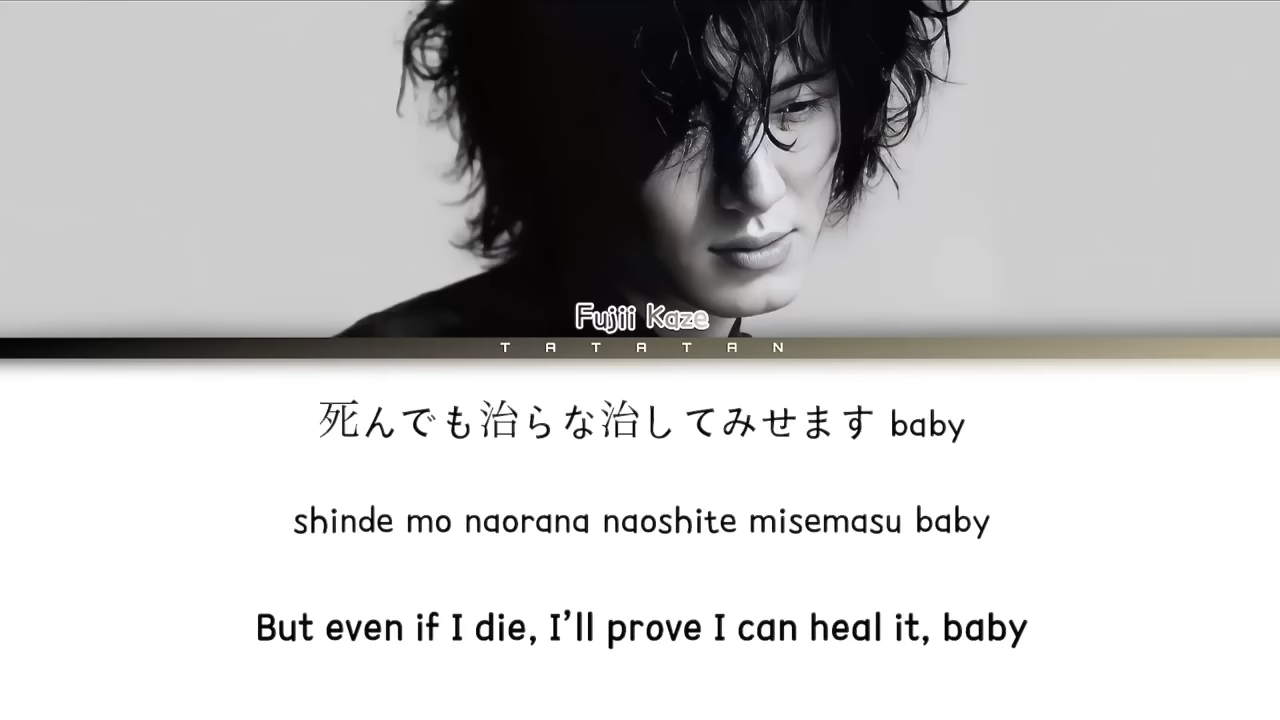 Fujii Kaze
TATATAN
死んでも治らな治してみせます baby
shinde mo naorana naoshite misemasu baby
But even if I die, I'll prove I can heal it, baby